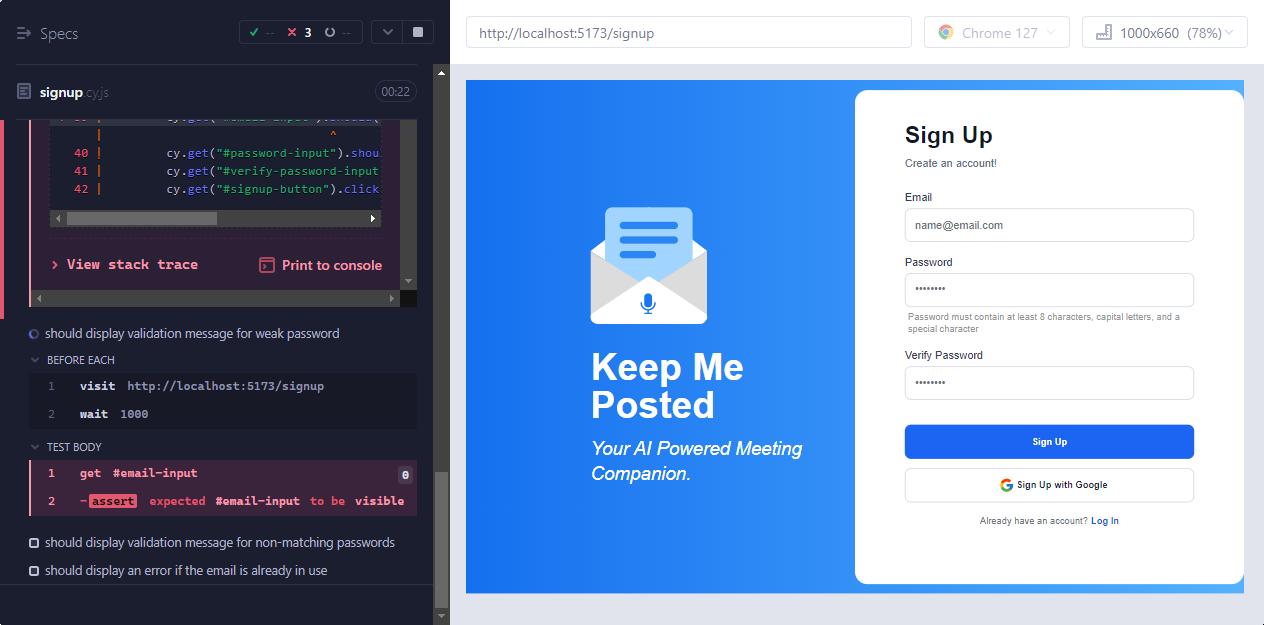 Specs
-- 3 --
signup.cy.js
00:22
40 | cy.get("#password-input").shou
41 | cy.get("#verify-password-input
42 | cy.get("#signup-button").click
View stack trace
Print to console
should display validation message for weak password
BEFORE EACH
1 visit http://localhost:5173/signup
2 wait 1000
TEST BODY
1 get #email-input 0
2 -assert expected #email-input to be visible
should display validation message for non-matching passwords
should display an error if the email is already in use
http://localhost:5173/signup
Chrome 127
1000x660 (78%)
Keep Me
Posted
Your AI Powered Meeting
Companion.
Sign Up
Create an account!
Email
name@email.com
Password
••••••••
Password must contain at least 8 characters, capital letters, and a
special character
Verify Password
••••••••
Sign Up
Sign Up with Google
Already have an account? Log In